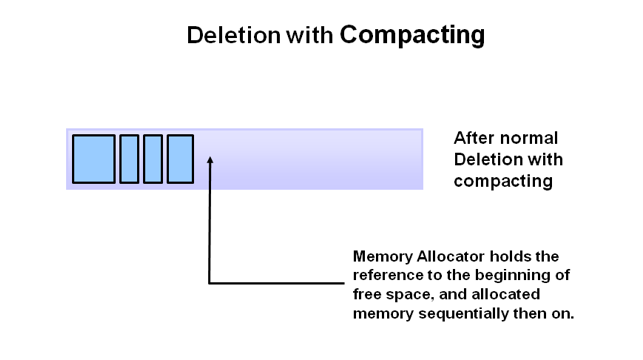 Deletion with Compacting
After normal
Deletion with
compacting
Memory Allocator holds the
reference to the beginning of
free space, and allocated
memory sequentially then on.